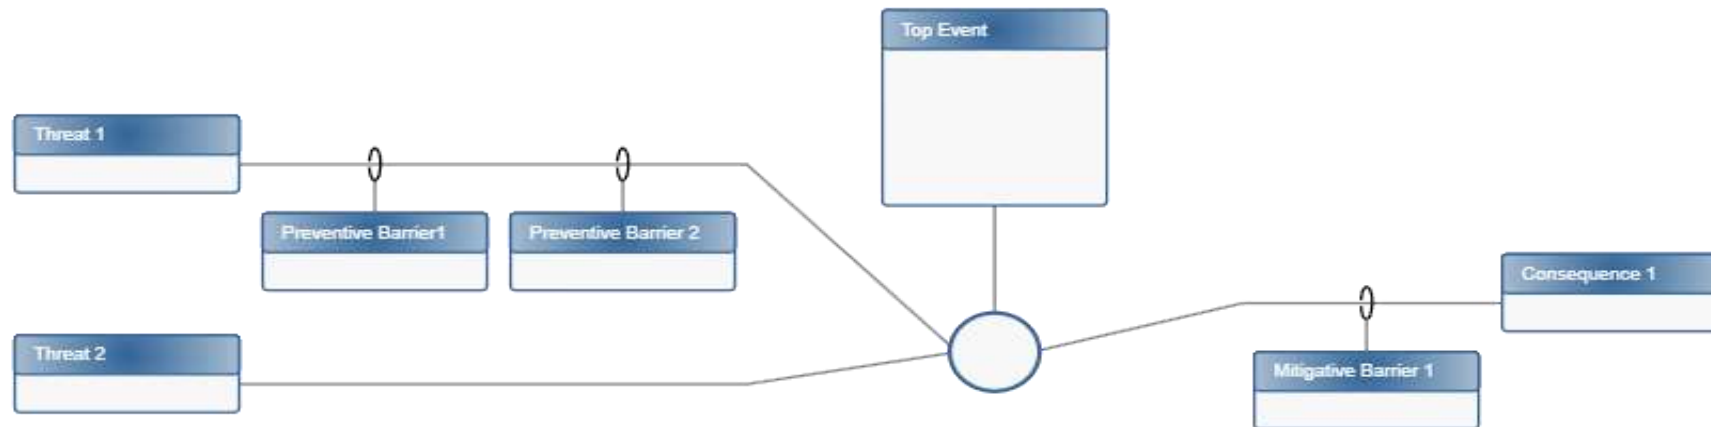 Top Event
Threat 1
Preventive Barrier1
Preventive Barrier 2
Threat 2
Consequence 1
Mitigative Barrier 1